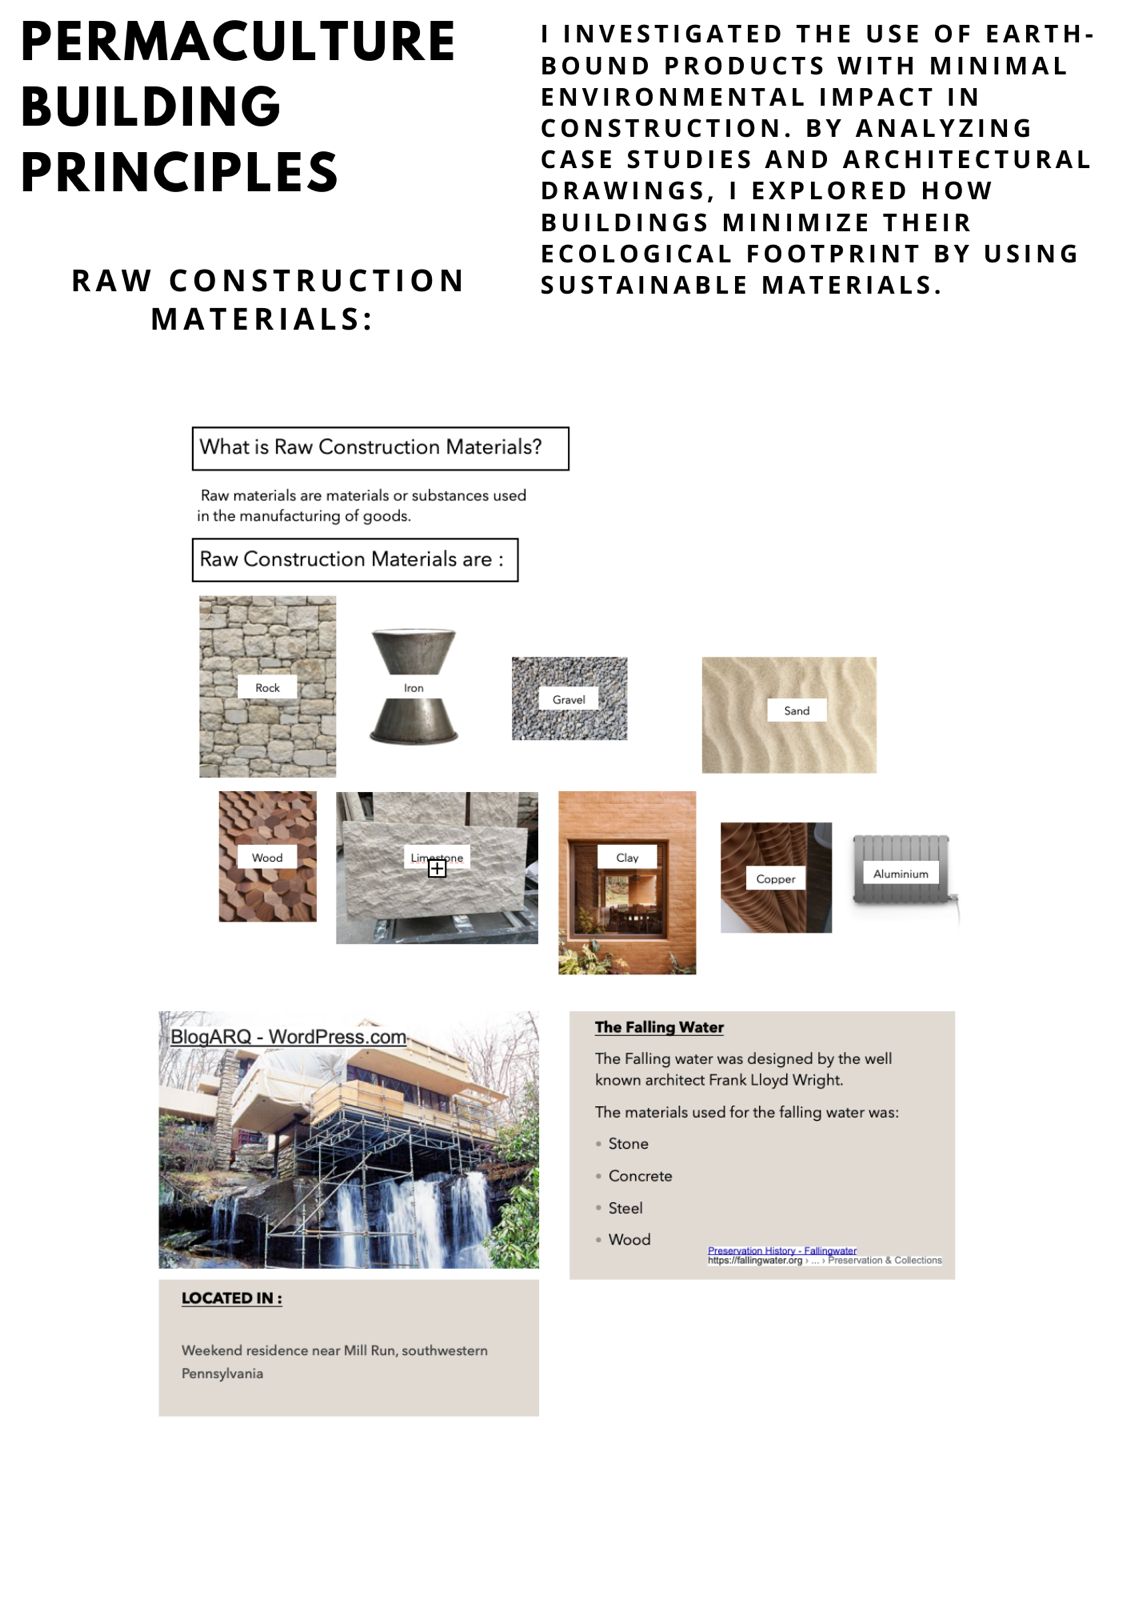 PERMACULTURE
BUILDING
PRINCIPLES
I INVESTIGATED THE USE OF EARTH-
BOUND PRODUCTS WITH MINIMAL
ENVIRONMENTAL IMPACT IN
CONSTRUCTION. BY ANALYZING
CASE STUDIES AND ARCHITECTURAL
DRAWINGS, I EXPLORED HOW
BUILDINGS MINIMIZE THEIR
ECOLOGICAL FOOTPRINT BY USING
SUSTAINABLE MATERIALS.
RAW CONSTRUCTION
MATERIALS:
What is Raw Construction Materials?
Raw materials are materials or substances used
in the manufacturing of goods.
Raw Construction Materials are :
Rock
Iron
Gravel
Sand
Wood
Limestone
Clay
Copper
Aluminium
BlogARQ - WordPress.com
The Falling Water
The Falling water was designed by the well
known architect Frank Lloyd Wright.
The materials used for the falling water was:
• Stone
• Concrete
• Steel
• Wood
Preservation History - Fallingwater
https://fallingwater.org › ... › Preservation & Collections
LOCATED IN :
Weekend residence near Mill Run, southwestern
Pennsylvania